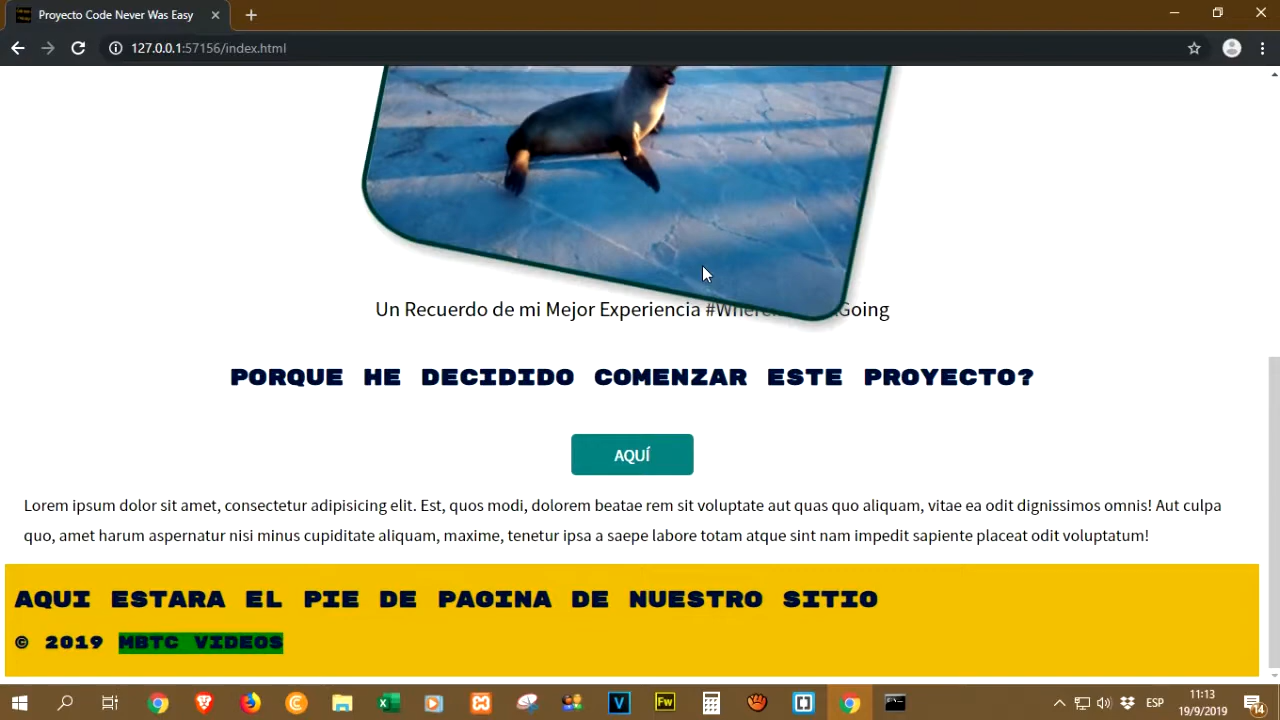 Proyecto Code Never Was Easy
127.0.0.1:57156/index.html
Un Recuerdo de mi Mejor Experiencia
Going
PORQUE HE DECIDIDO COMENZAR ESTE PROYECTO?
AQUÍ
Lorem ipsum dolor sit amet, consectetur adipisicing elit. Est, quos modi, dolorem beatae rem sit voluptate aut quas quo aliquam, vitae ea odit dignissimos omnis! Aut culpa
quo, amet harum aspernatur nisi minus cupiditate aliquam, maxime, tenetur ipsa a saepe labore totam atque sint nam impedit sapiente placeat odit voluptatum!
AQUI ESTARA EL PIE DE PAGINA DE NUESTRO SITIO
© 2019 MBTC VIDEOS
V
Fw
ESP
11:13
19/9/2019
14